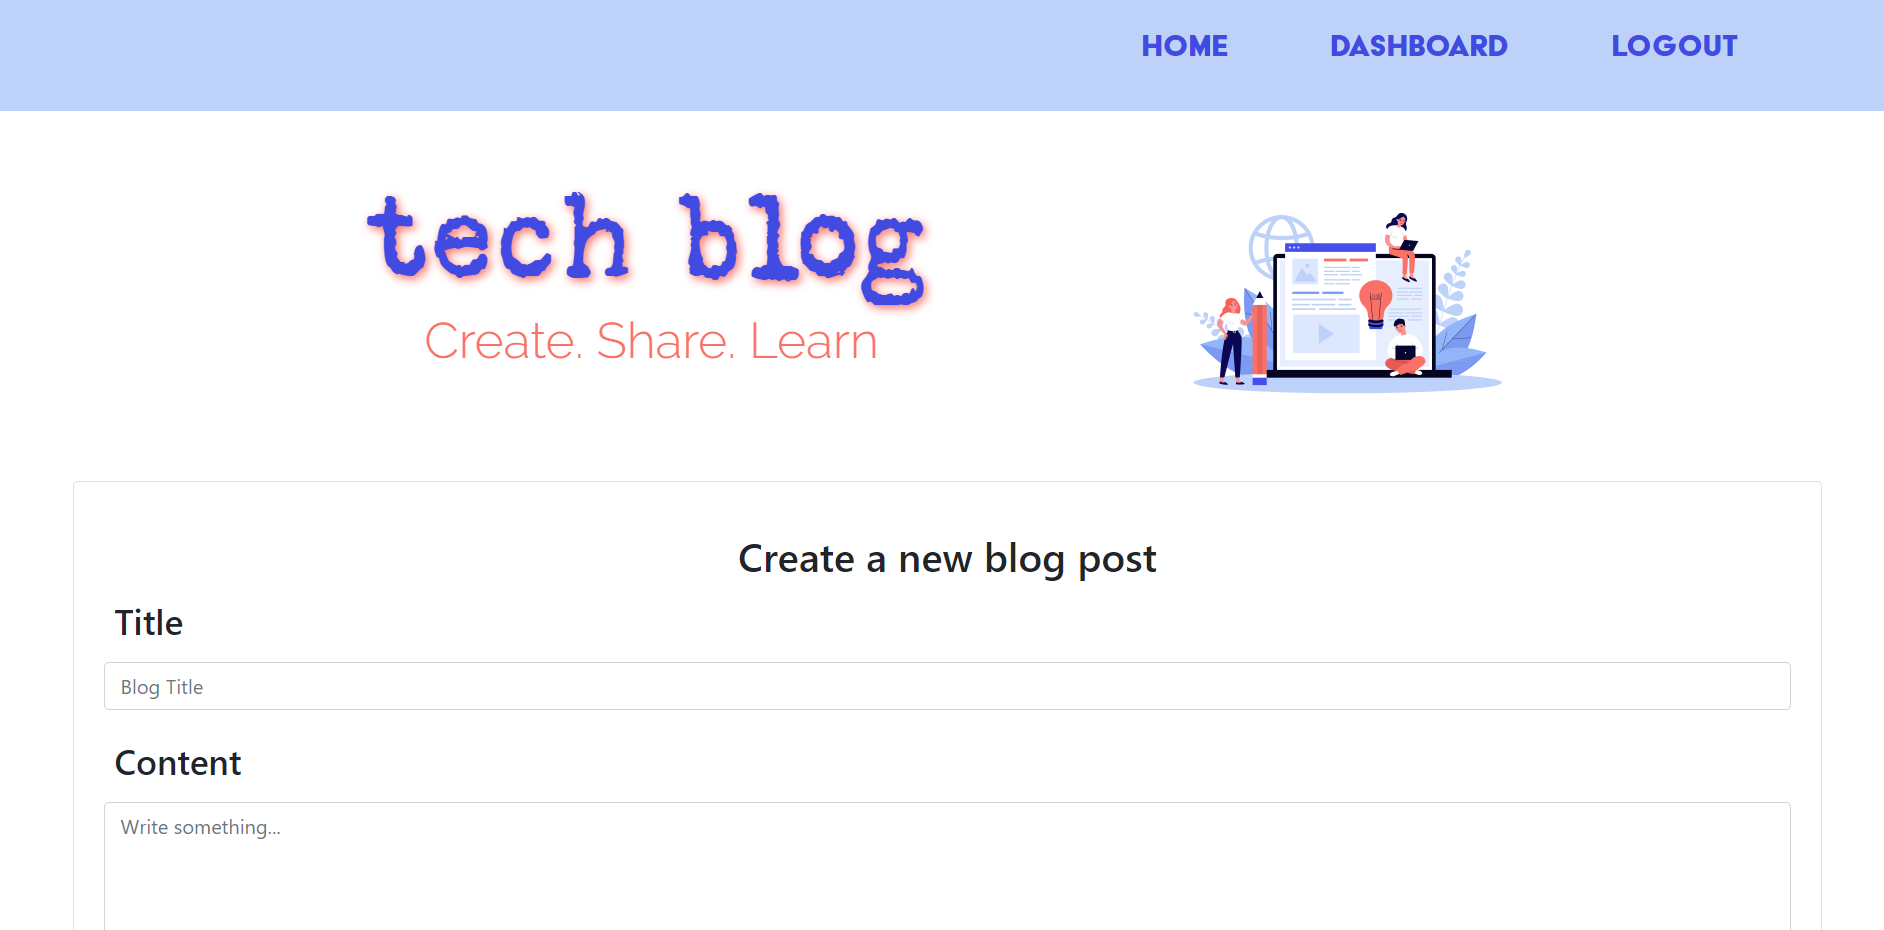 HOME DASHBOARD LOGOUT
tech blog
Create. Share. Learn
Create a new blog post
Title
Blog Title
Content
Write something...